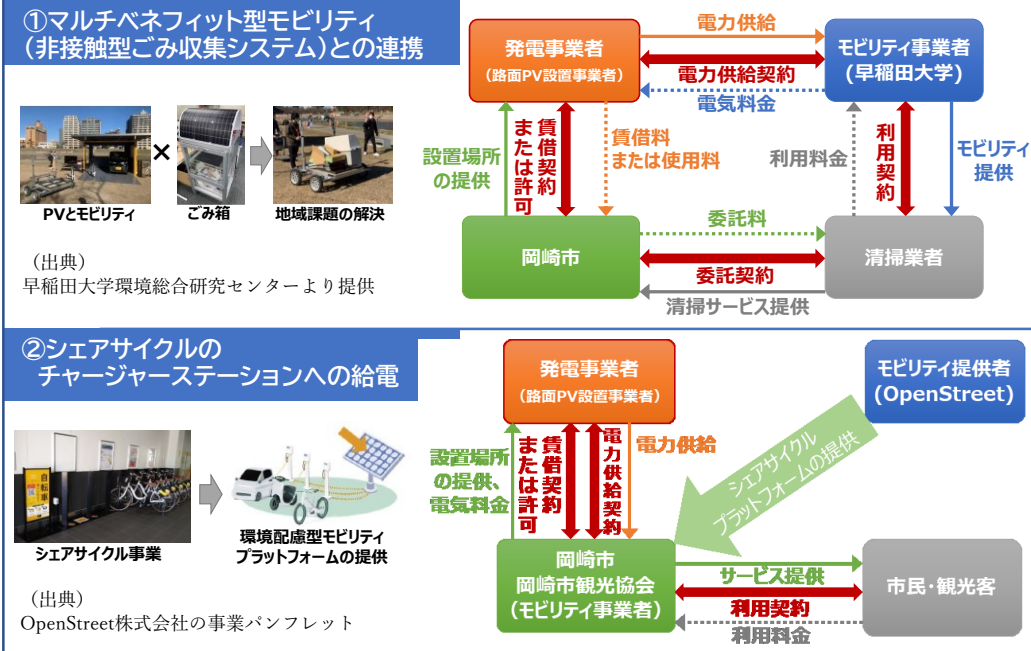 ①マルチベネフィット型モビリティ
（非接触型ごみ収集システム）との連携
PVとモビリティ
×
ごみ箱
地域課題の解決
（出典）
早稲田大学環境総合研究センターより提供
発電事業者
（路面PV設置事業者）
電力供給
電力供給契約
電気料金
モビリティ事業者
(早稲田大学)
設置場所
の提供
賃借契約
または許可
賃借料
または使用料
利用料金
利用契約
モビリティ
提供
岡崎市
委託料
委託契約
清掃サービス提供
清掃業者
②シェアサイクルの
チャージャーステーションへの給電
自転車
シェアサイクル事業
環境配慮型モビリティ
プラットフォームの提供
（出典）
OpenStreet株式会社の事業パンフレット
発電事業者
（路面PV設置事業者）
モビリティ提供者
(OpenStreet)
設置場所
の提供、
電気料金
賃借契約
または許可
電力供給契約
電力供給
シェアサイクル
プラットフォームの提供
岡崎市
岡崎市観光協会
（モビリティ事業者）
サービス提供
利用契約
利用料金
市民・観光客